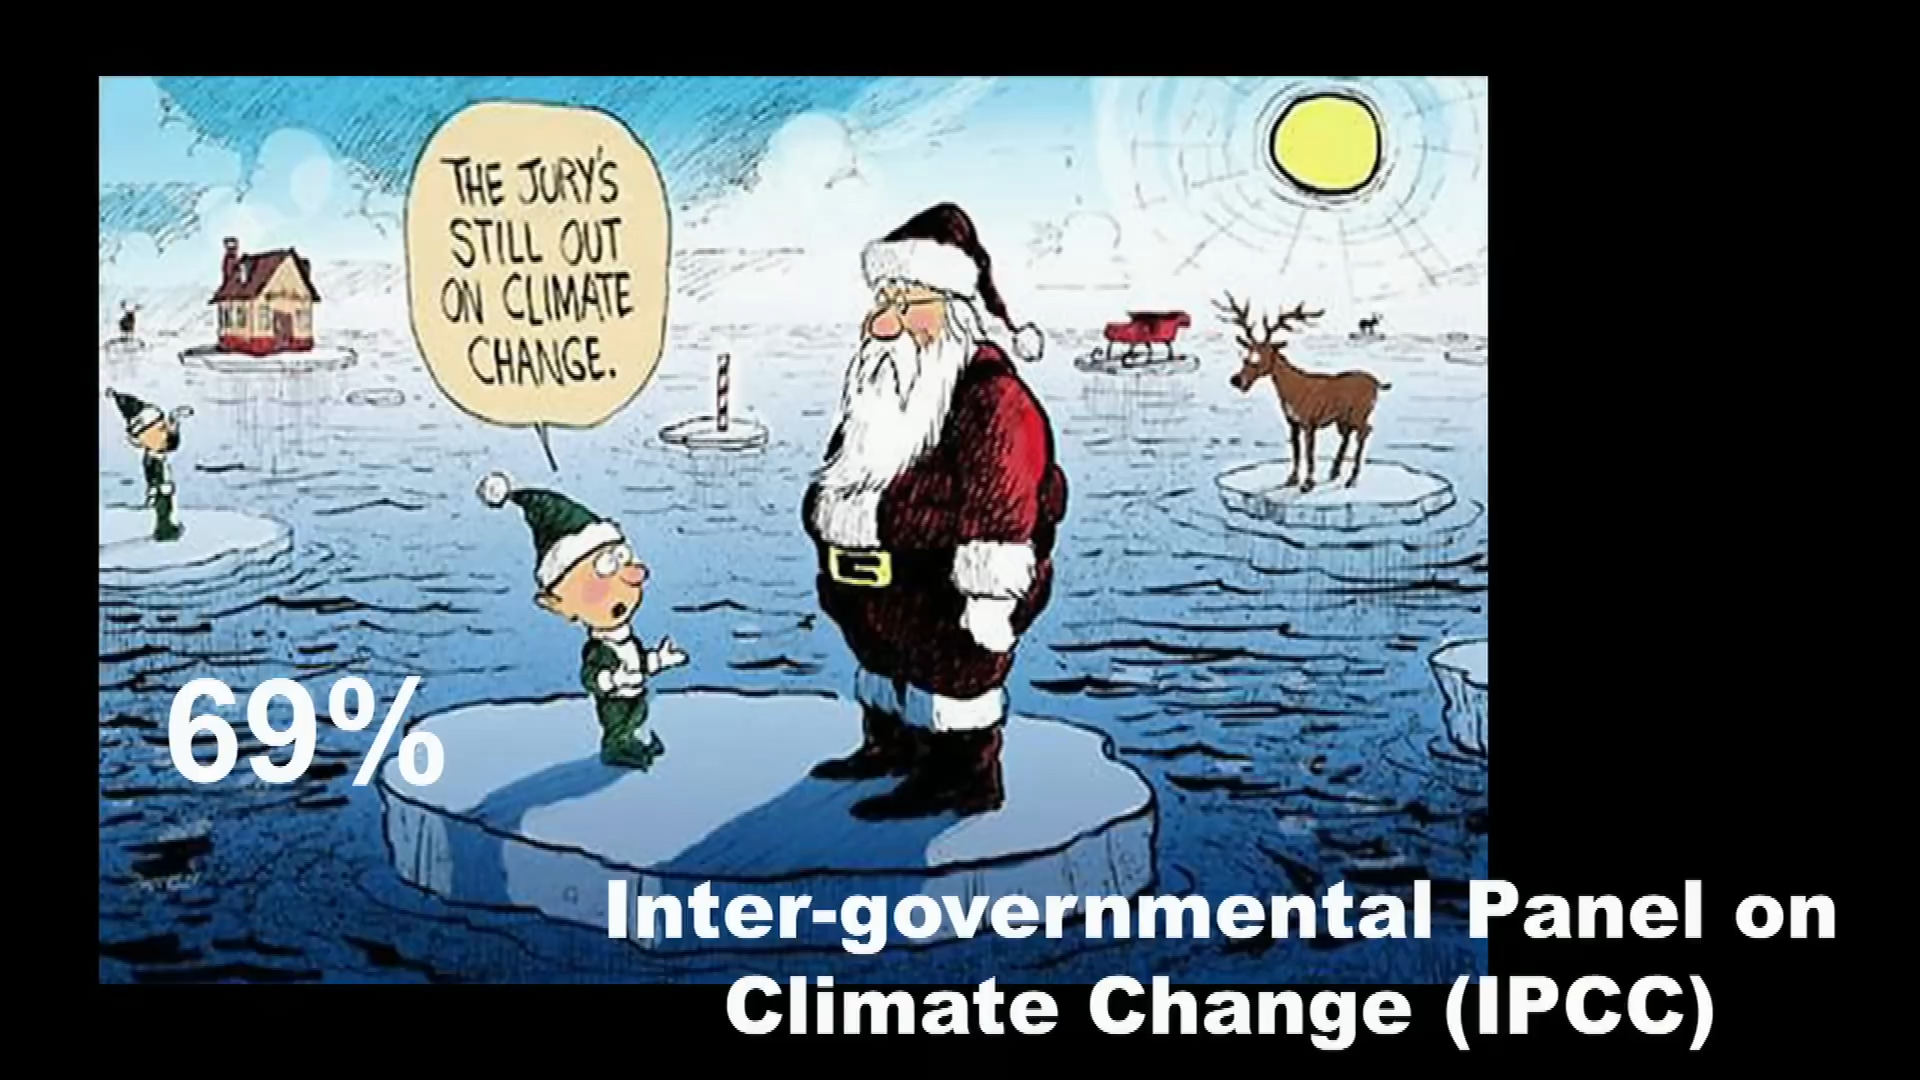 THE JURY'S
STILL OUT
ON CLIMATE
CHANGE.
69%
Inter-governmental Panel on
Climate Change (IPCC)